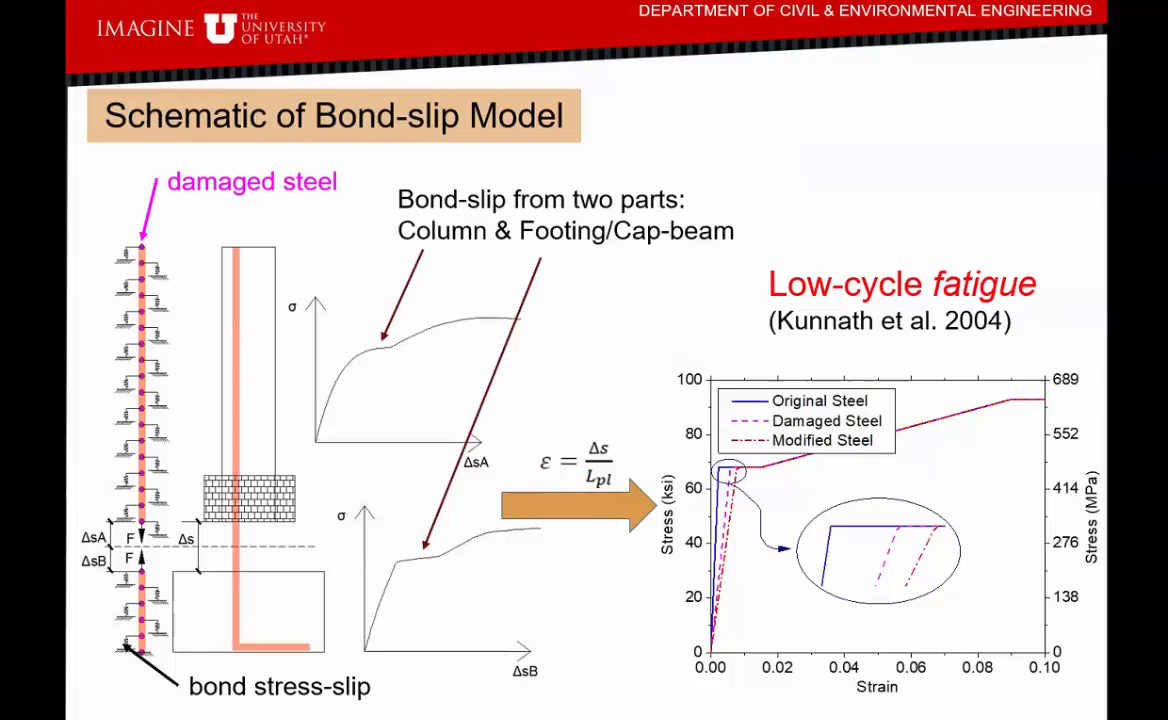 DEPARTMENT OF CIVIL & ENVIRONMENTAL ENGINEERING
IMAGINE U THE UNIVERSITY OF UTAH®
Schematic of Bond-slip Model
damaged steel
Bond-slip from two parts:
Column & Footing/Cap-beam
Low-cycle fatigue
(Kunnath et al. 2004)
σ
ΔsA
σ
ΔsB
ε = Δs / Lpl
ΔsA
F
Δs
ΔsB
F
bond stress-slip
Original Steel
Damaged Steel
Modified Steel
Stress (ksi)
100
80
60
40
20
0
0.00 0.02 0.04 0.06 0.08 0.10
Strain
689
552
414
276
138
0
Stress (MPa)